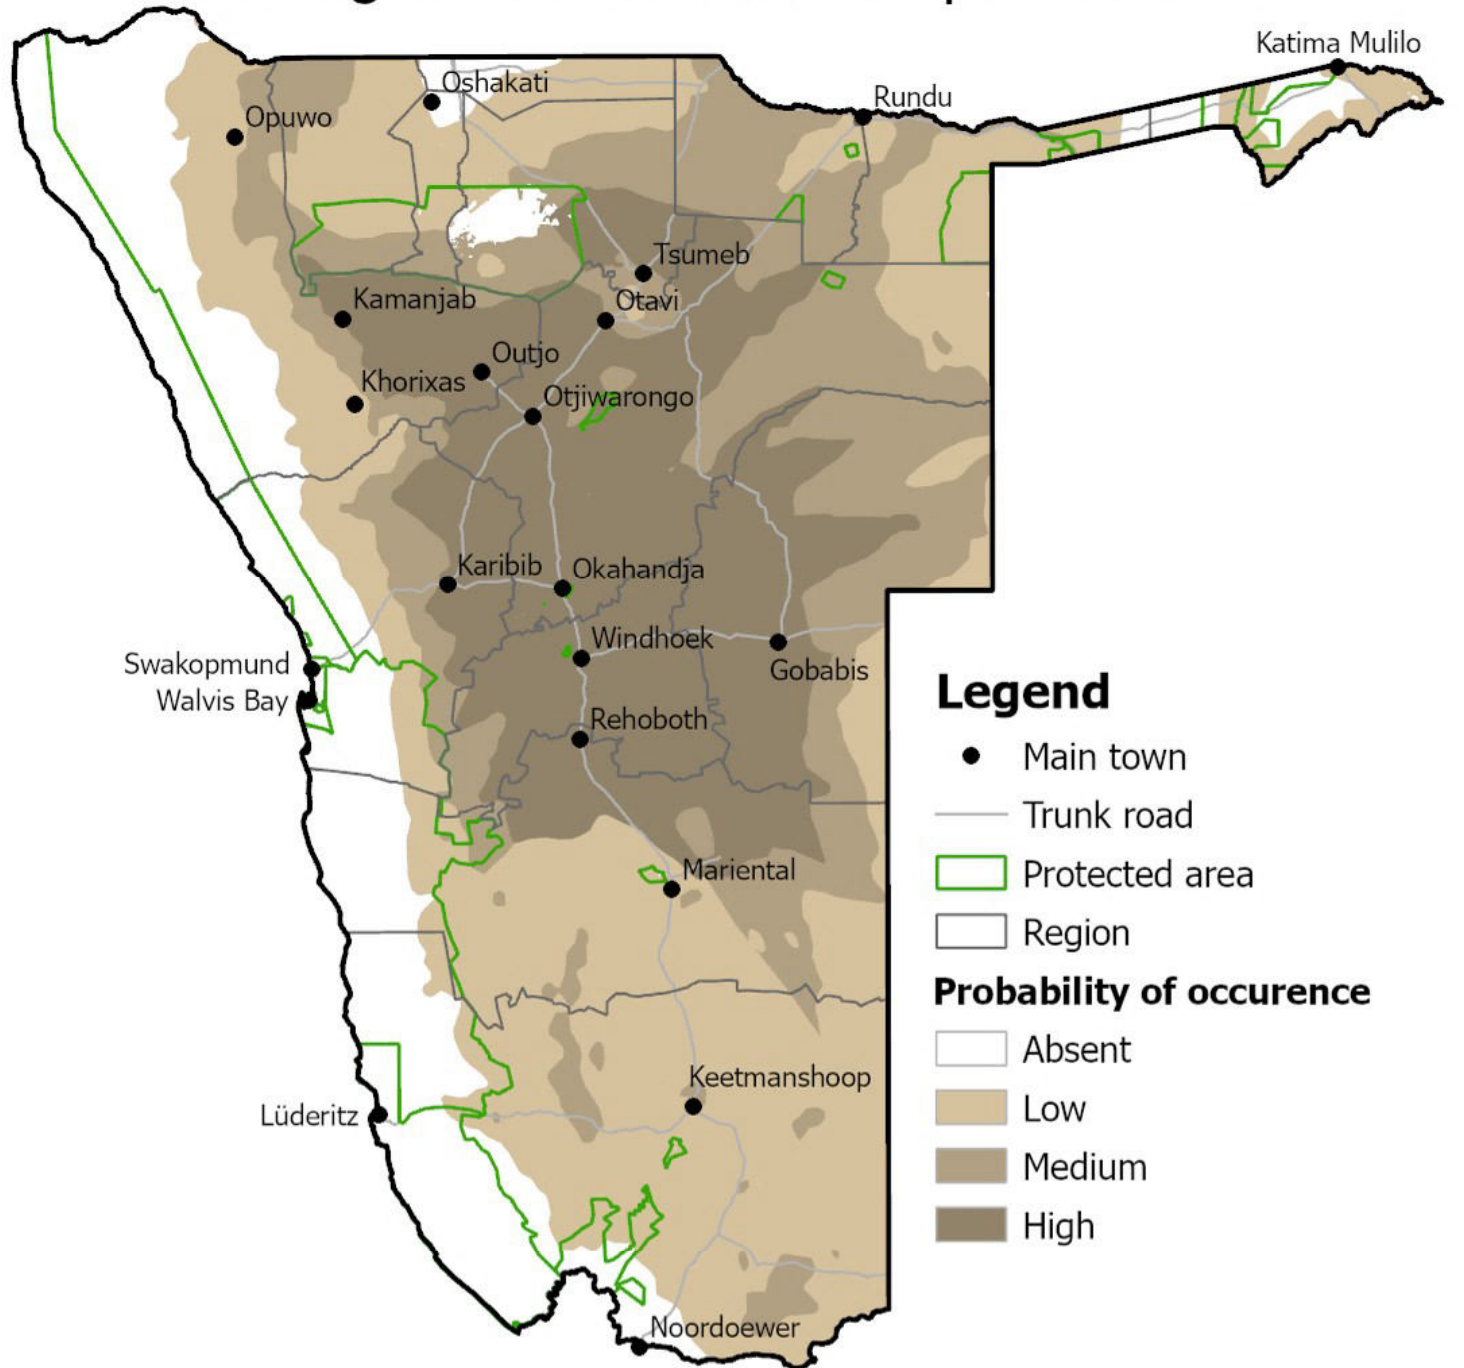 Katima Mulilo
Oshakati
Rundu
Opuwo
Tsumeb
Kamanjab
Otavi
Outjo
Khorixas
Otjiwarongo
Karibib
Okahandja
Windhoek
Swakopmund
Gobabis
Walvis Bay
Rehoboth
Mariental
Keetmanshoop
Lüderitz
Noordoewer
Legend
Main town
Trunk road
Protected area
Region
Probability of occurence
Absent
Low
Medium
High